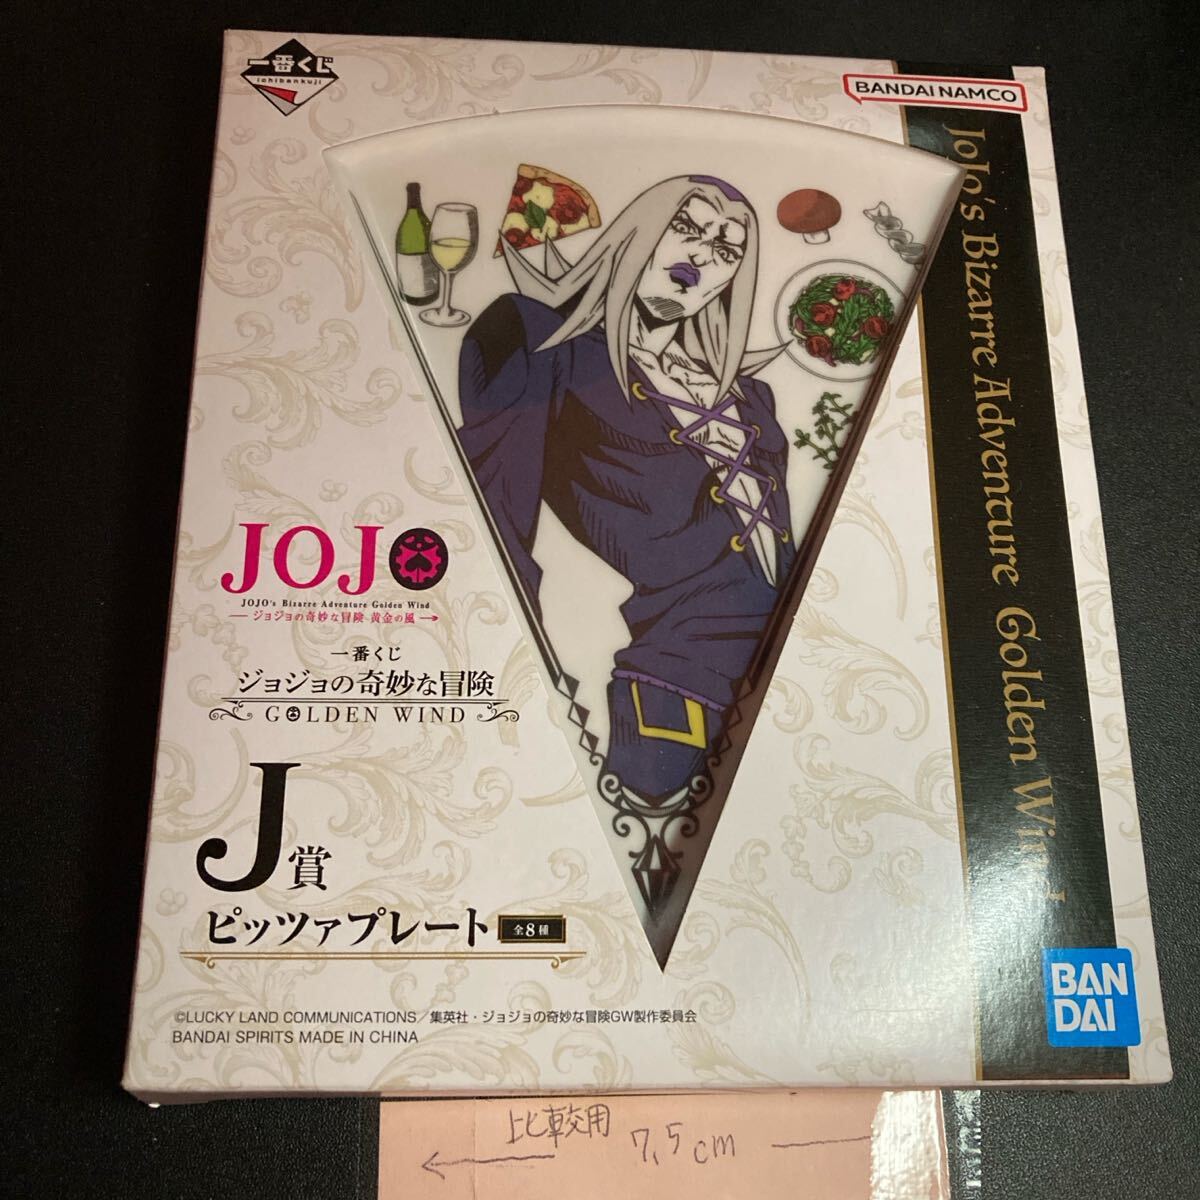 一番くじ
ichibankuji
BANDAI NAMCO
JoJo's Bizarre Adventure Golden Wind
JOJO
JOJO's Bizarre Adventure Golden Wind
ジョジョの奇妙な冒険 黄金の風
一番くじ
ジョジョの奇妙な冒険
GOLDEN WIND
J賞
ピッツァプレート 全8種
©LUCKY LAND COMMUNICATIONS/集英社・ジョジョの奇妙な冒険GW製作委員会
BANDAI SPIRITS MADE IN CHINA
BAN
DAI
比較用
7,5cm